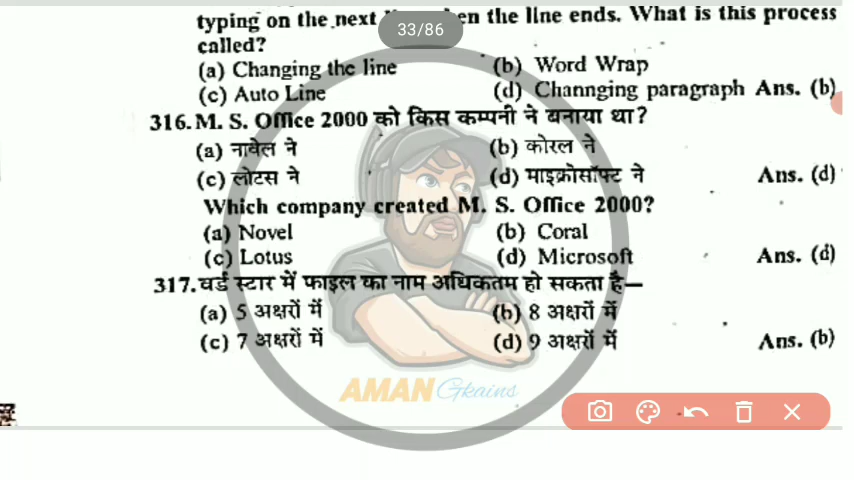 typing on the next en the line ends. What is this process
33/86
called?
(a) Changing the line (b) Word Wrap
(c) Auto Line (d) Channging paragraph Ans. (b)
316. M. S. Office 2000 को किस कम्पनी ने बनाया था?
(a) नावेल ने (b) कोरल ने
(c) लोटस ने (d) माइक्रोसॉफ्ट ने Ans. (d)
Which company created M. S. Office 2000?
(a) Novel (b) Coral
(c) Lotus (d) Microsoft Ans. (d)
317. वर्ड स्टार में फाइल का नाम अधिकतम हो सकता है—
(a) 5 अक्षरों में (b) 8 अक्षरों में
(c) 7 अक्षरों में (d) 9 अक्षरों में Ans. (b)
AMAN Gkains